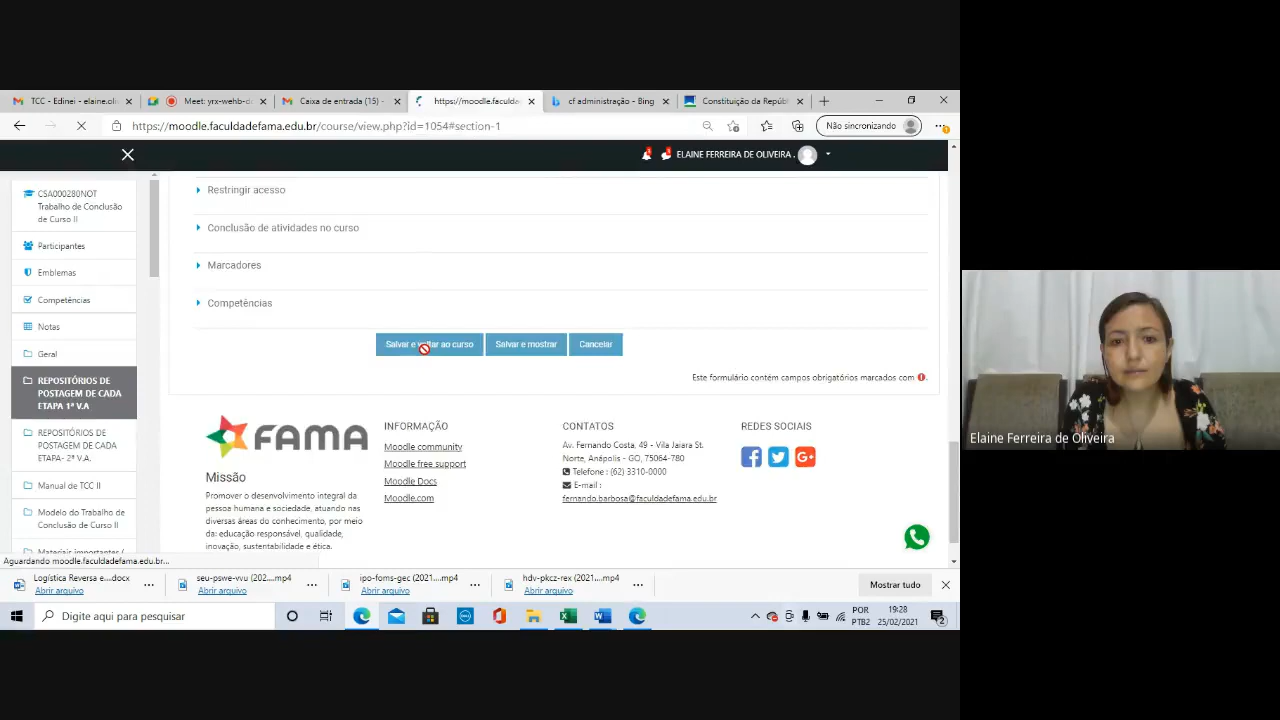 TCC - Edinei - elaine.oli
Meet: yrx-wehb-d
Caixa de entrada (15) -
https://moodle.faculda
cf administração - Bing
Constituição da Repúb
https://moodle.faculdadefama.edu.br/course/view.php?id=1054#section-1
Não sincronizando
ELAINE FERREIRA DE OLIVEIRA .
CSA000280NOT
Trabalho de Conclusão
de Curso II
Participantes
Emblemas
Competências
Notas
Geral
REPOSITÓRIOS DE
POSTAGEM DE CADA
ETAPA 1ª V.A
REPOSITÓRIOS DE
POSTAGEM DE CADA
ETAPA- 2ª V.A.
Manual de TCC II
Modelo do Trabalho de
Conclusão de Curso II
Materiais importantes (
Restringir acesso
Conclusão de atividades no curso
Marcadores
Competências
Salvar e voltar ao curso
Salvar e mostrar
Cancelar
Este formulário contém campos obrigatórios marcados com
FAMA
Missão
Promover o desenvolvimento integral da
pessoa humana e sociedade, atuando nas
diversas áreas do conhecimento, por meio
da: educação responsável, qualidade,
inovação, sustentabilidade e ética.
INFORMAÇÃO
Moodle community
Moodle free support
Moodle Docs
Moodle.com
CONTATOS
Av. Fernando Costa, 49 - Vila Jaiara St.
Norte, Anápolis - GO, 75064-780
Telefone : (62) 3310-0000
E-mail :
fernando.barbosa@faculdadefama.edu.br
REDES SOCIAIS
Aguardando moodle.faculdadefama.edu.br...
Logística Reversa e....docx
Abrir arquivo
seu-pswe-vvu (202....mp4
Abrir arquivo
ipo-foms-gec (2021....mp4
Abrir arquivo
hdv-pkcz-rex (2021....mp4
Abrir arquivo
Mostrar tudo
Digite aqui para pesquisar
POR
PTB2
19:28
25/02/2021
2
Elaine Ferreira de Oliveira